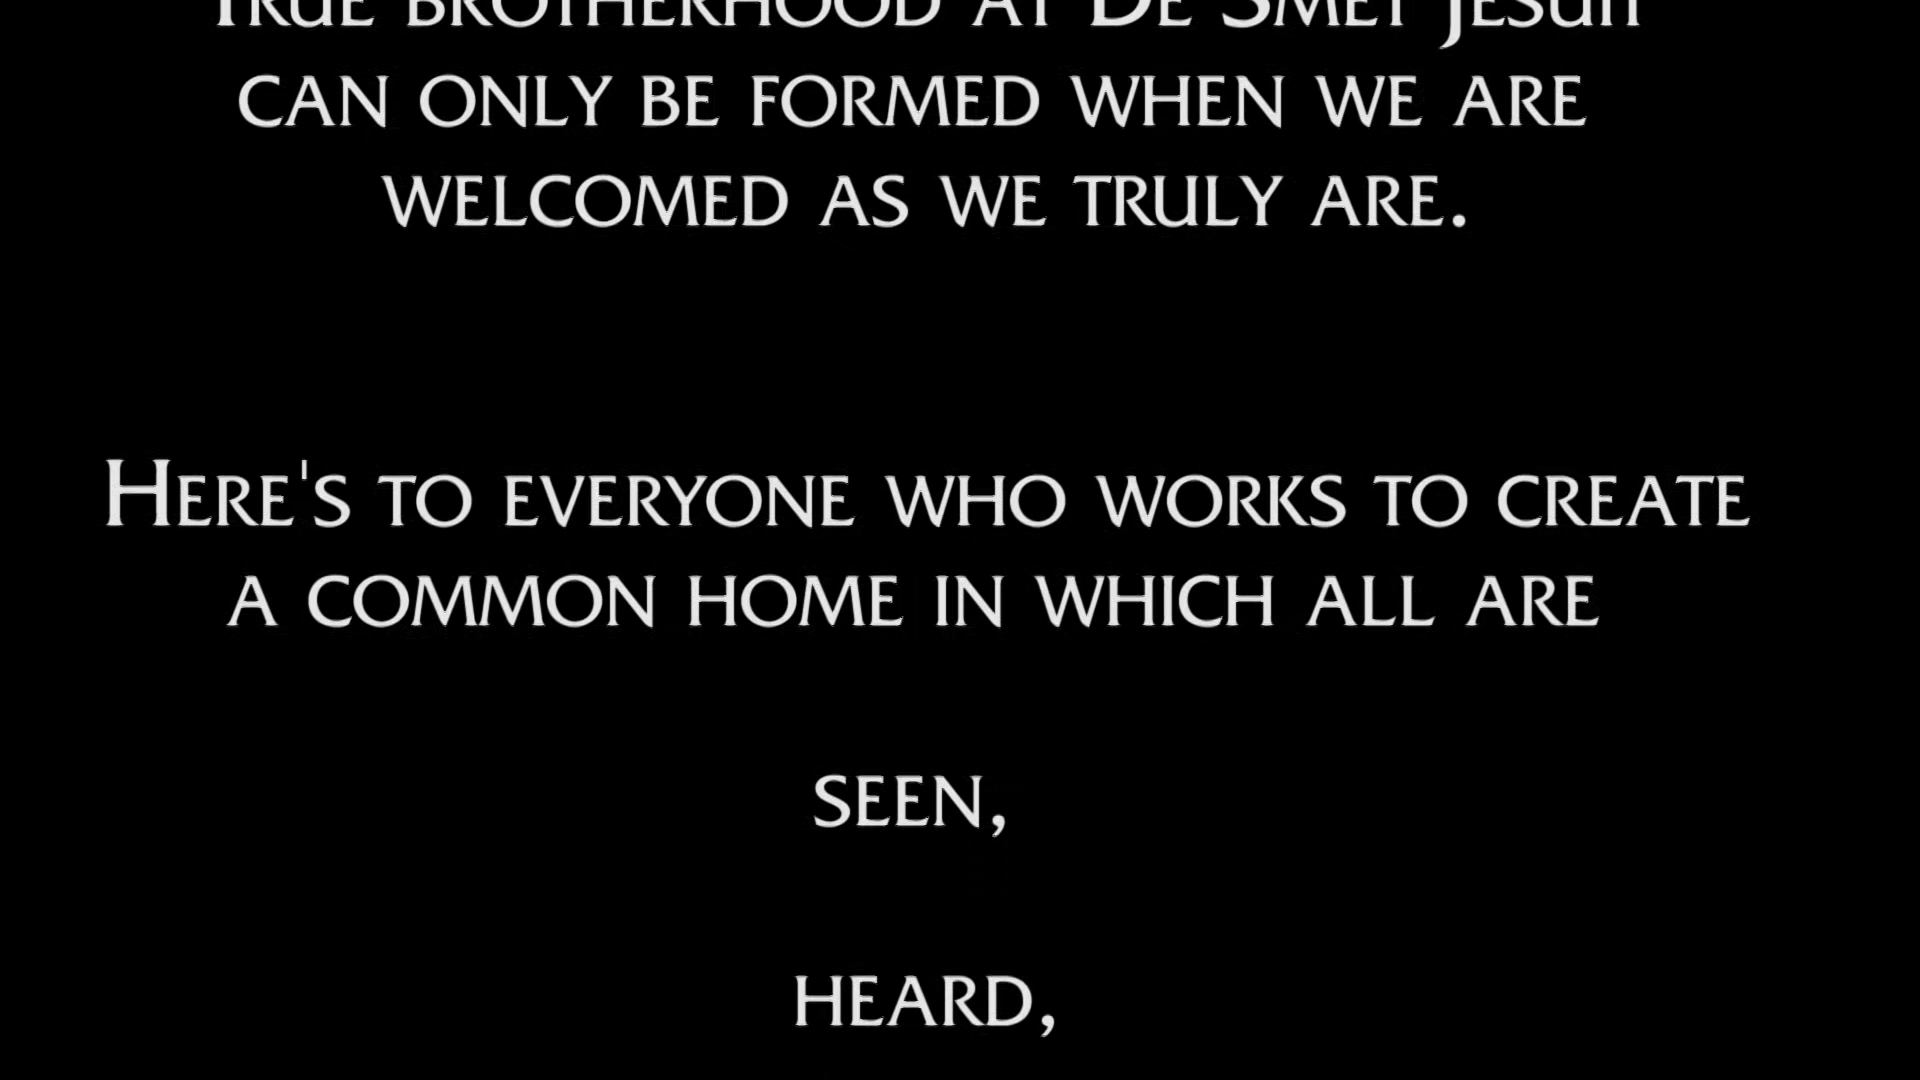 True brotherhood at De Smet Jesuit
can only be formed when we are
welcomed as we truly are.
Here's to everyone who works to create
a common home in which all are
seen,
heard,